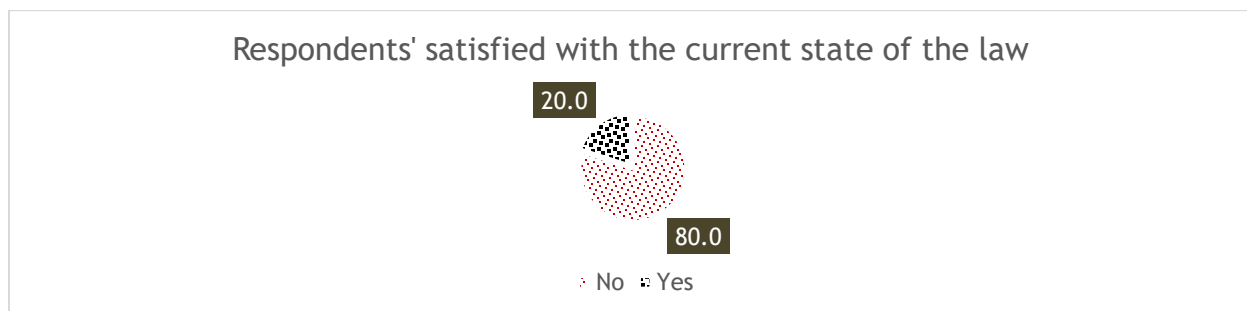 Respondents' satisfied with the current state of the law
20.0
80.0
No Yes